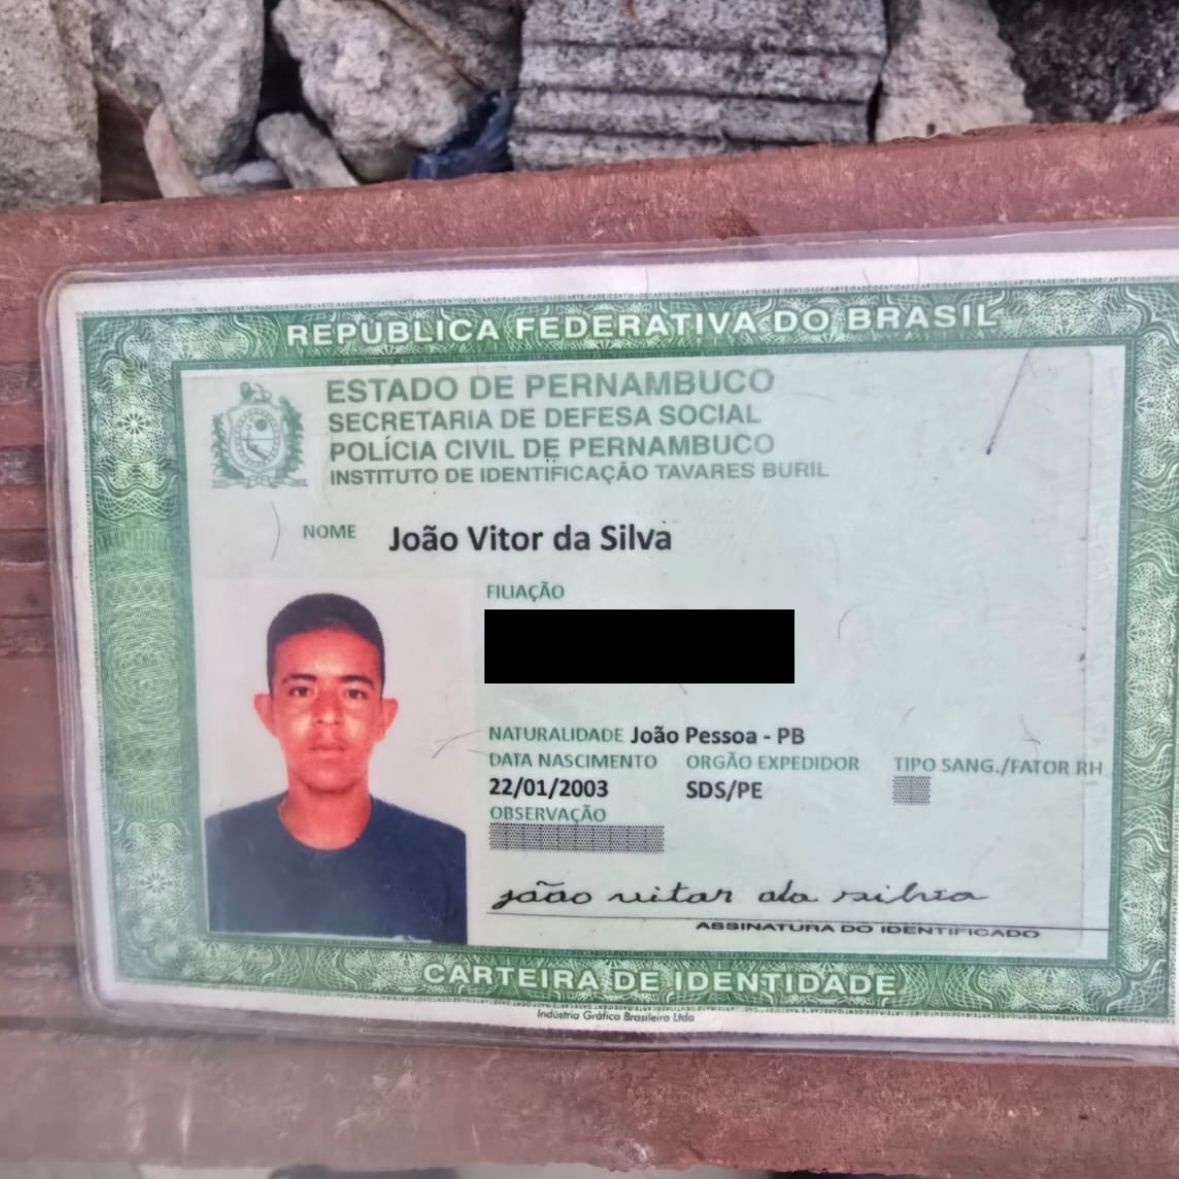 REPÚBLICA FEDERATIVA DO BRASIL
ESTADO DE PERNAMBUCO
SECRETARIA DE DEFESA SOCIAL
POLÍCIA CIVIL DE PERNAMBUCO
INSTITUTO DE IDENTIFICAÇÃO TAVARES BURIL
NOME João Vitor da Silva
FILIAÇÃO
NATURALIDADE João Pessoa - PB
DATA NASCIMENTO ORGÃO EXPEDIDOR TIPO SANG./FATOR RH
22/01/2003 SDS/PE
OBSERVAÇÃO
joão vitor da silva
ASSINATURA DO IDENTIFICADO
CARTEIRA DE IDENTIDADE
Indústria Gráfica Brasileira Ltda